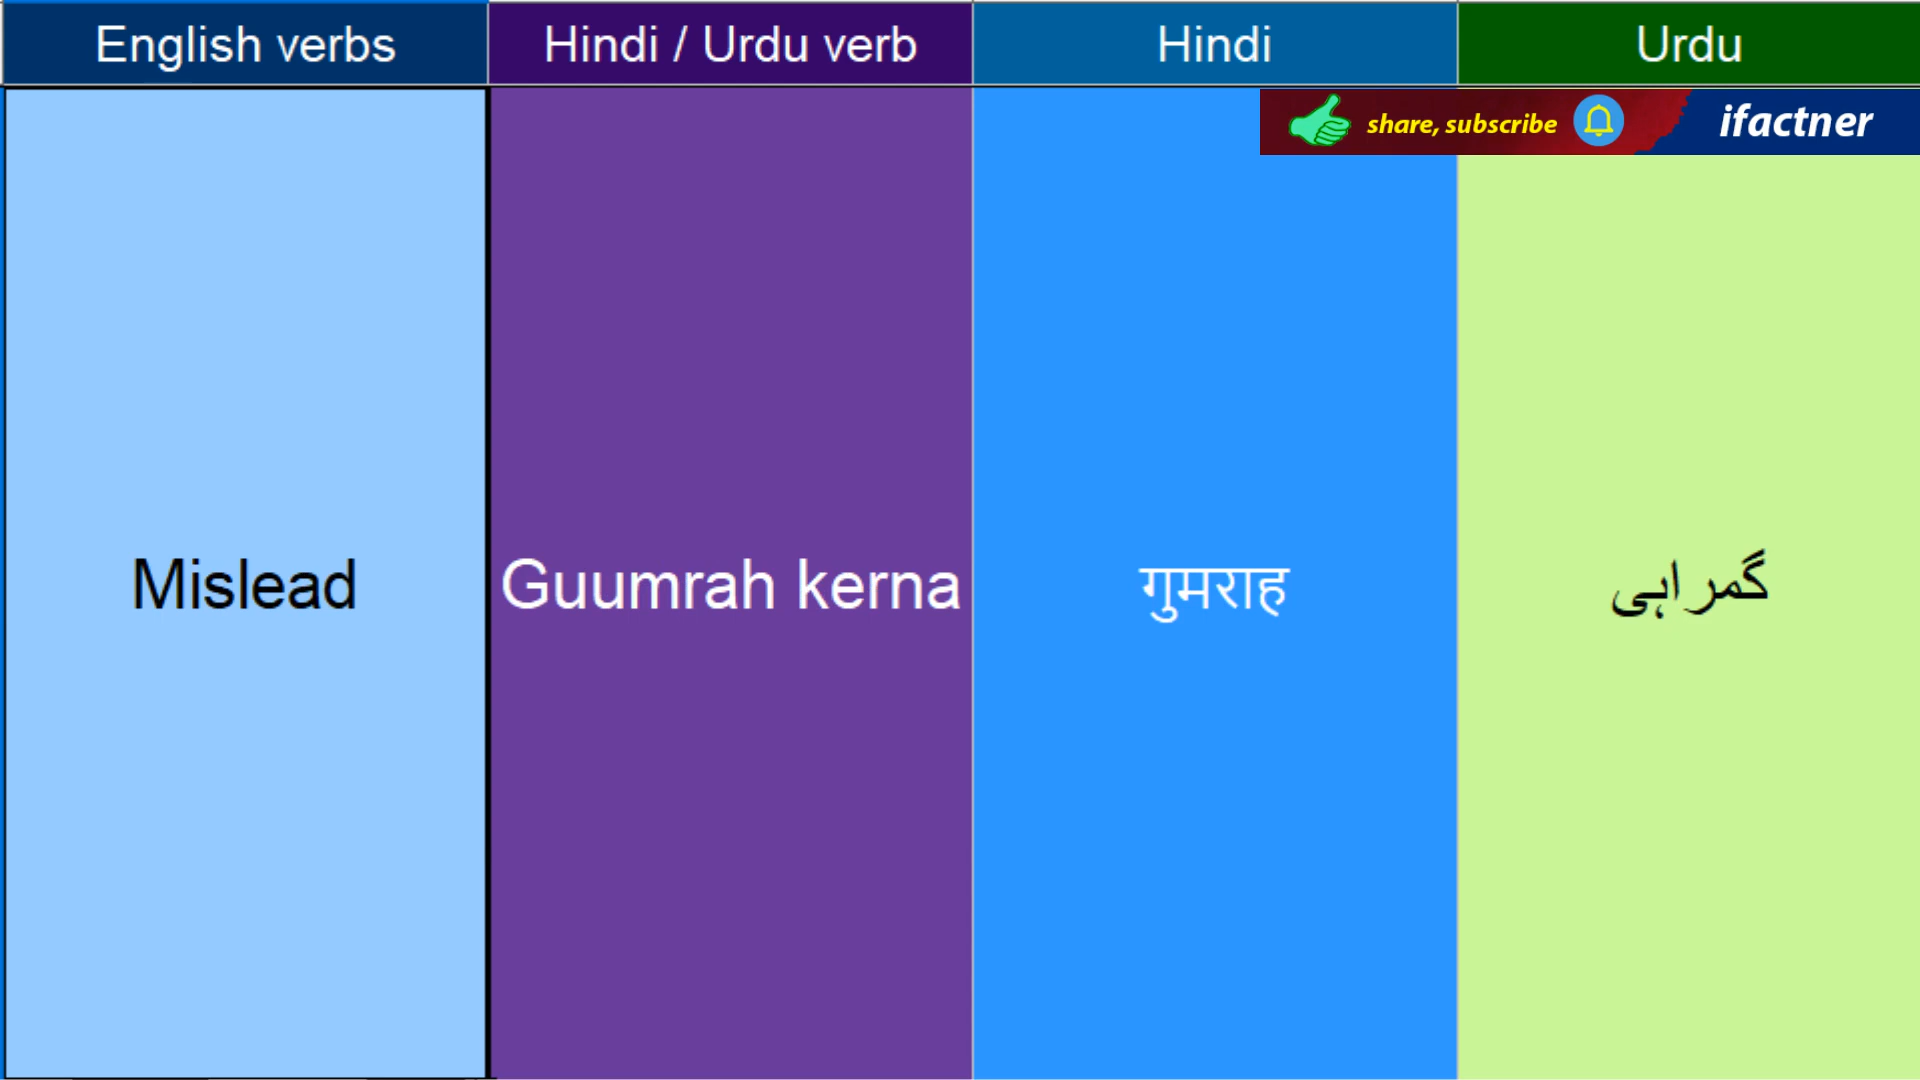 English verbs
Hindi / Urdu verb
Hindi
Urdu
share, subscribe
ifactner
Mislead
Guumrah kerna
गुमराह
گمراہی